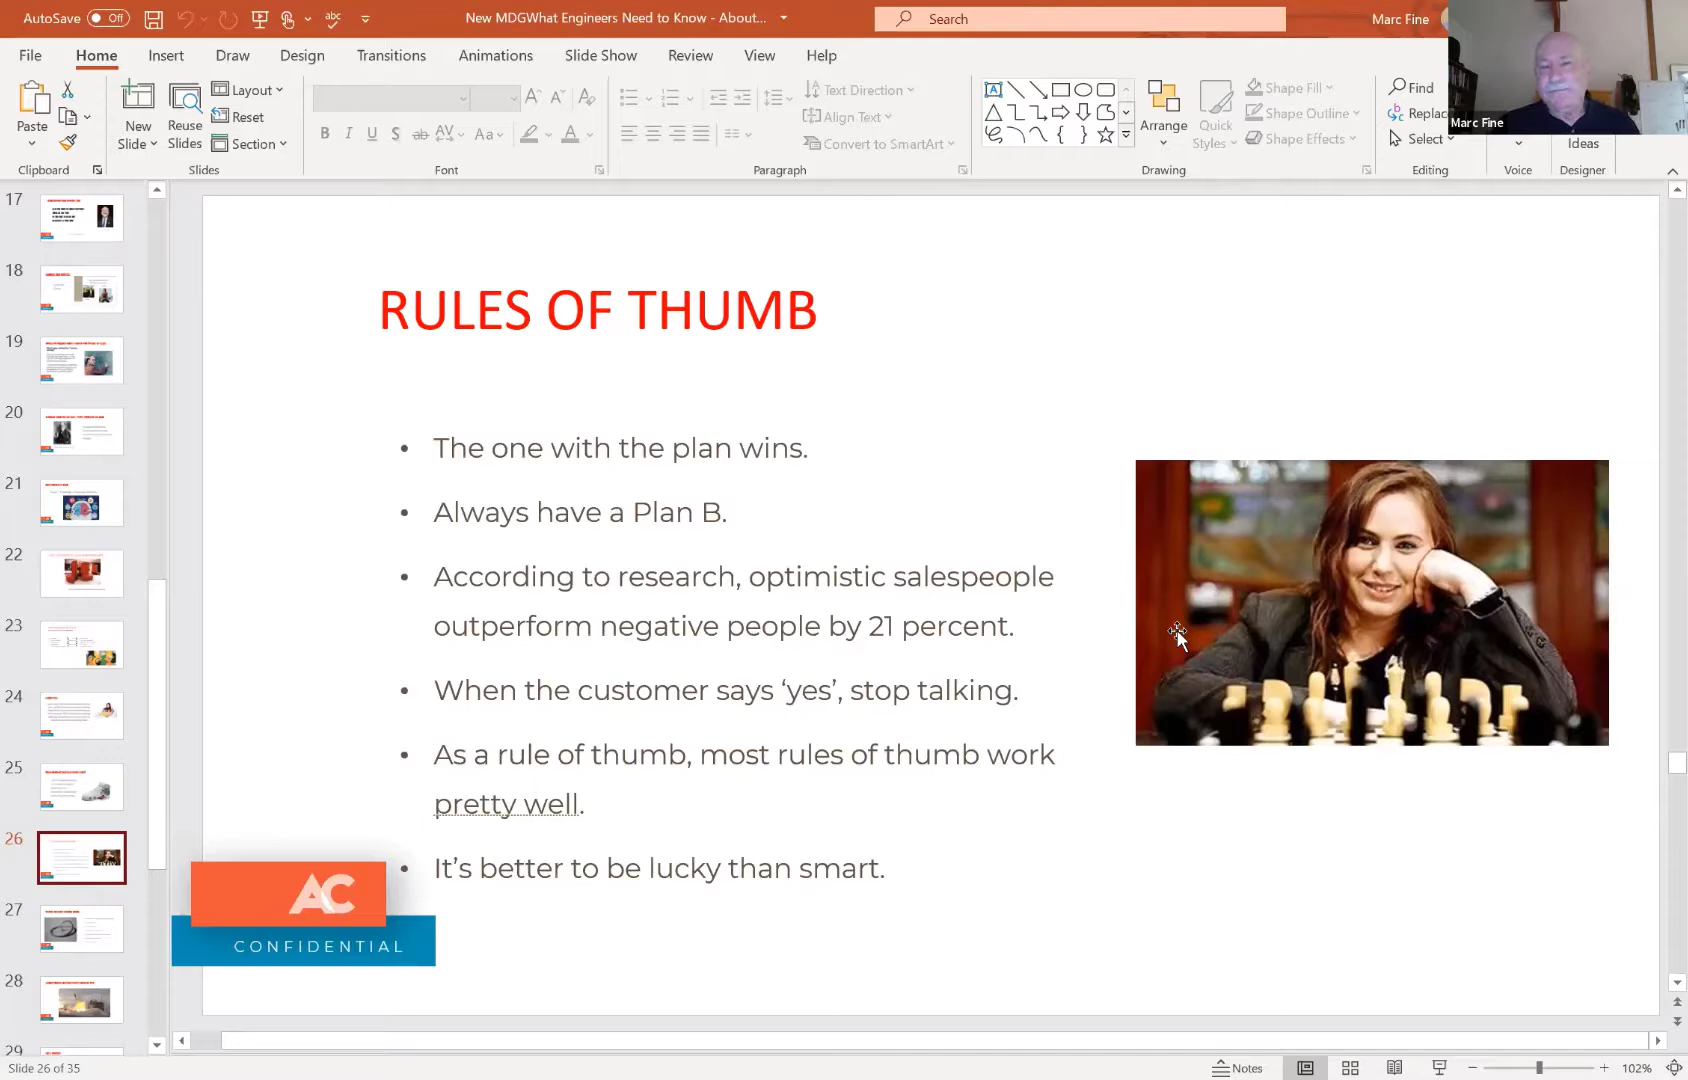 AutoSave Off
New MDGWhat Engineers Need to Know - About...
Search
Marc Fine
File Home Insert Draw Design Transitions Animations Slide Show Review View Help
Paste
Clipboard
New Slide
Reuse Slides
Layout
Reset
Section
Slides
Font
Text Direction
Align Text
Convert to SmartArt
Paragraph
Arrange
Quick Styles
Shape Fill
Shape Outline
Shape Effects
Drawing
Find
Replac
Select
Editing
Voice
Ideas
Designer
Marc Fine
17
18
19
20
21
22
23
24
25
26
27
28
29
RULES OF THUMB
• The one with the plan wins.
• Always have a Plan B.
• According to research, optimistic salespeople
outperform negative people by 21 percent.
• When the customer says ‘yes’, stop talking.
• As a rule of thumb, most rules of thumb work
pretty well.
• It’s better to be lucky than smart.
AC
CONFIDENTIAL
Slide 26 of 35
Notes
102%